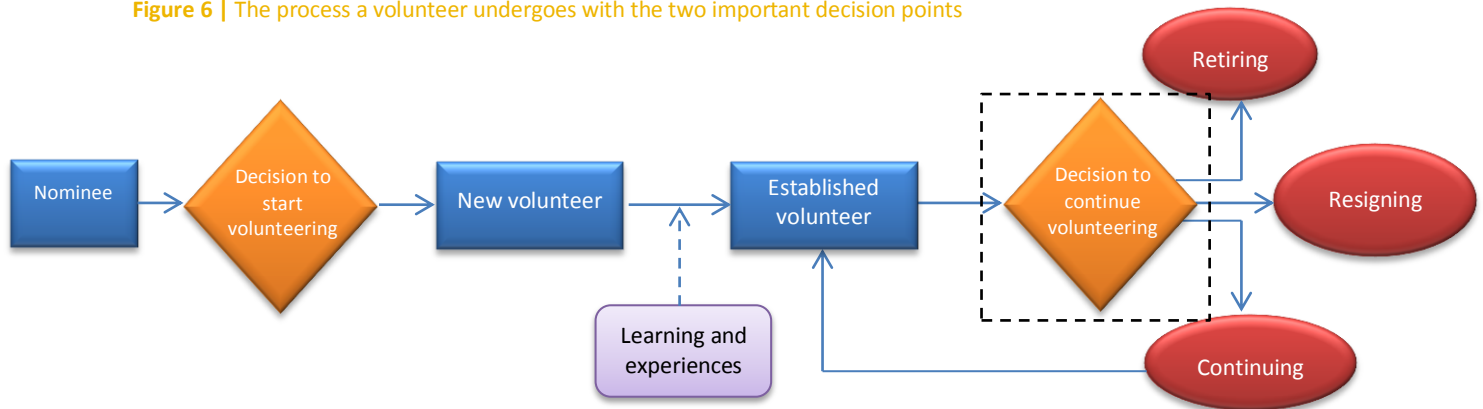 Figure 6 | The process a volunteer undergoes with the two important decision points
Nominee
Decision to
start
volunteering
New volunteer
Learning and
experiences
Established
volunteer
Decision to
continue
volunteering
Retiring
Resigning
Continuing